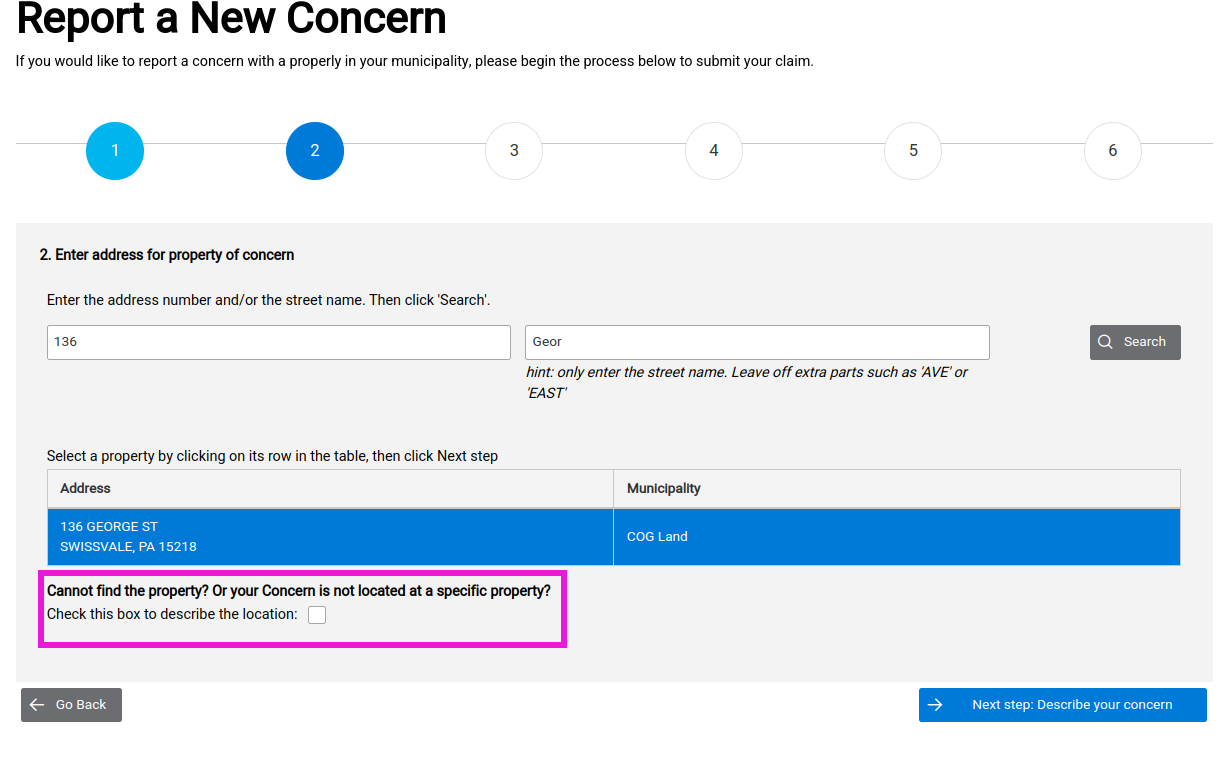 Report a New Concern
If you would like to report a concern with a properly in your municipality, please begin the process below to submit your claim.
1
2
3
4
5
6
2. Enter address for property of concern
Enter the address number and/or the street name. Then click 'Search'.
136
Geor
Search
hint: only enter the street name. Leave off extra parts such as 'AVE' or
'EAST'
Select a property by clicking on its row in the table, then click Next step
Address
Municipality
136 GEORGE ST
SWISSVALE, PA 15218
COG Land
Cannot find the property? Or your Concern is not located at a specific property?
Check this box to describe the location:
Go Back
Next step: Describe your concern